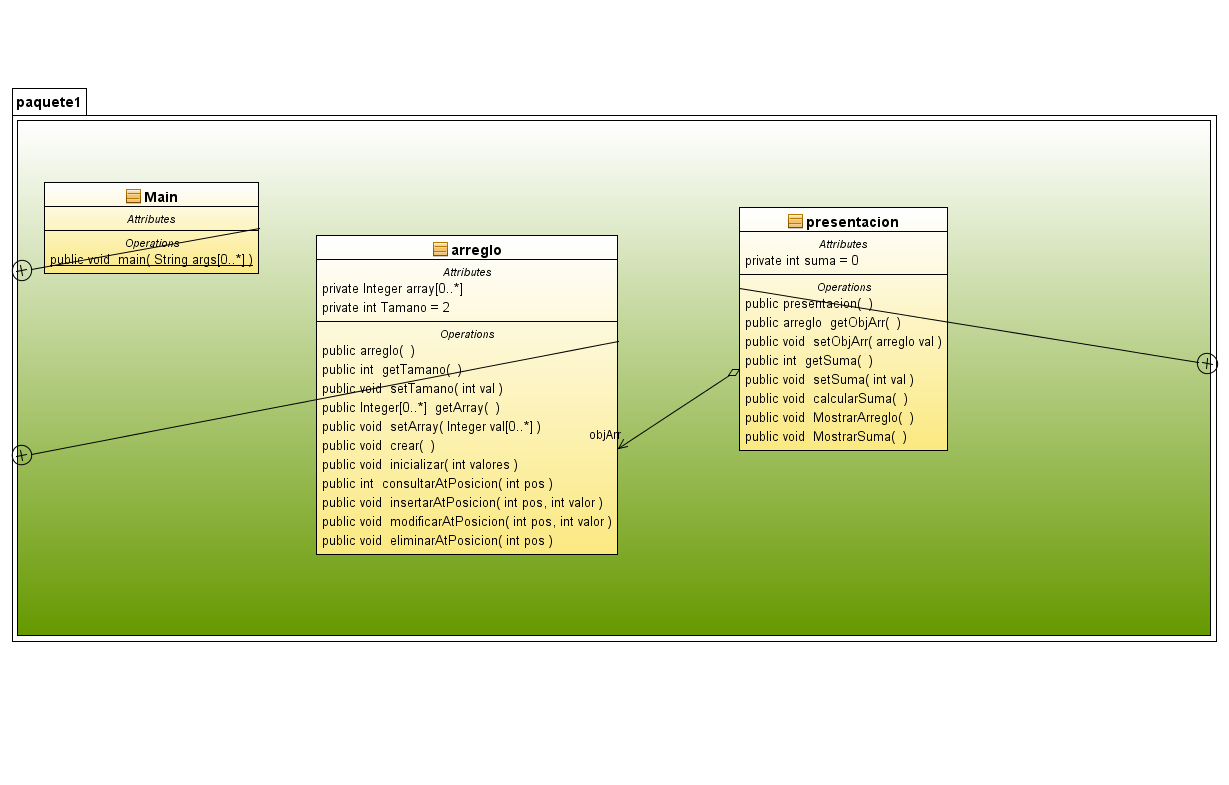 paquete1
Main
Attributes
Operations
public void main( String args[0..*] )
arreglo
Attributes
private Integer array[0..*]
private int Tamano = 2
Operations
public arreglo( )
public int getTamano( )
public void setTamano( int val )
public Integer[0..*] getArray( )
public void setArray( Integer val[0..*] )
public void crear( )
public void inicializar( int valores )
public int consultarAtPosicion( int pos )
public void insertarAtPosicion( int pos, int valor )
public void modificarAtPosicion( int pos, int valor )
public void eliminarAtPosicion( int pos )
objArr
presentacion
Attributes
private int suma = 0
Operations
public presentacion( )
public arreglo getObjArr( )
public void setObjArr( arreglo val )
public int getSuma( )
public void setSuma( int val )
public void calcularSuma( )
public void MostrarArreglo( )
public void MostrarSuma( )